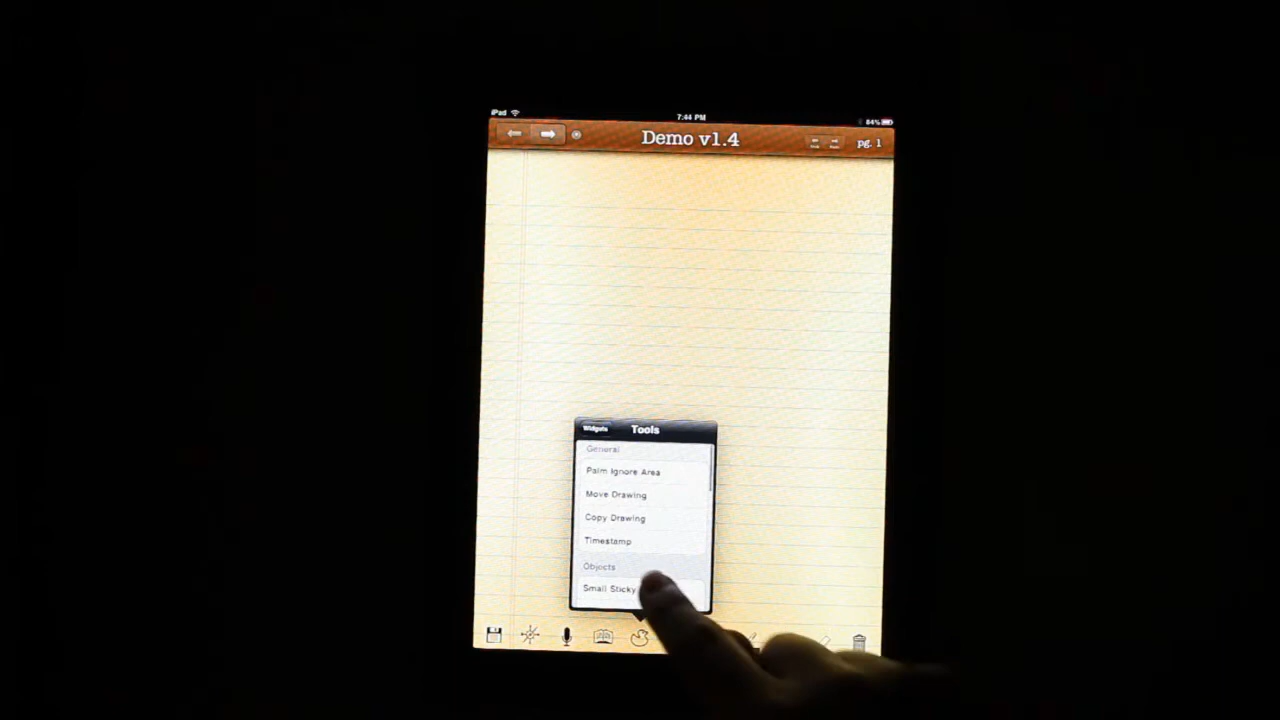 iPad 7:44 PM 84%
Demo v1.4
pg. 1
Widgets Tools
General
Palm Ignore Area
Move Drawing
Copy Drawing
Timestamp
Objects
Small Sticky